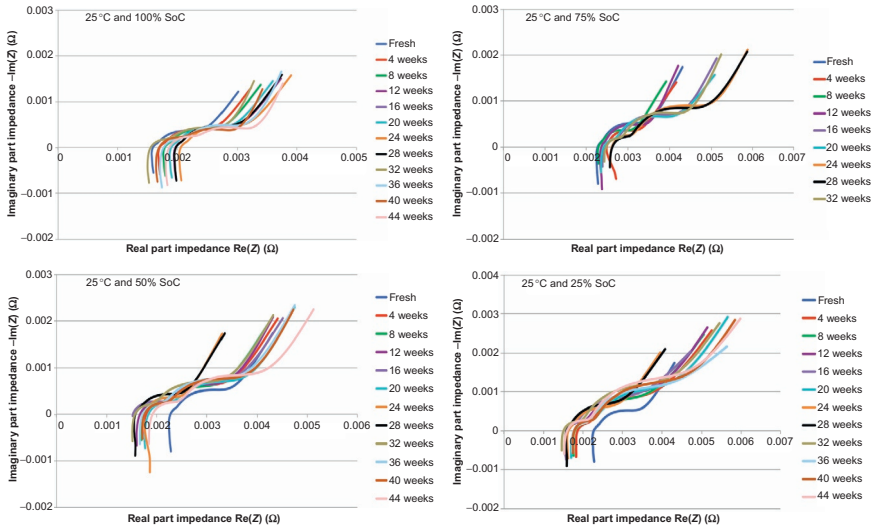 25 °C and 100% SoC
Imaginary part impedance –Im(Z) (Ω)
0.003
0.002
0.001
0
–0.001
–0.002
0
0.001
0.002
0.003
0.004
0.005
Real part impedance Re(Z) (Ω)
Fresh
4 weeks
8 weeks
12 weeks
16 weeks
20 weeks
24 weeks
28 weeks
32 weeks
36 weeks
40 weeks
44 weeks
25 °C and 75% SoC
Imaginary part impedance –Im(Z) (Ω)
0.003
0.002
0.001
0
–0.001
–0.002
0
0.001
0.002
0.003
0.004
0.005
0.006
0.007
Real part impedance Re(Z) (Ω)
Fresh
4 weeks
8 weeks
12 weeks
16 weeks
20 weeks
24 weeks
28 weeks
32 weeks
25 °C and 50% SoC
Imaginary part impedance –Im(Z) (Ω)
0.003
0.002
0.001
0
–0.001
–0.002
0
0.001
0.002
0.003
0.004
0.005
0.006
Real part impedance Re(Z) (Ω)
Fresh
4 weeks
8 weeks
12 weeks
16 weeks
20 weeks
24 weeks
28 weeks
32 weeks
36 weeks
40 weeks
44 weeks
25 °C and 25% SoC
Imaginary part impedance –Im(Z) (Ω)
0.004
0.003
0.002
0.001
0
–0.001
–0.002
0
0.001
0.002
0.003
0.004
0.005
0.006
0.007
Real part impedance Re(Z) (Ω)
Fresh
4 weeks
8 weeks
12 weeks
16 weeks
20 weeks
24 weeks
28 weeks
32 weeks
36 weeks
40 weeks
44 weeks